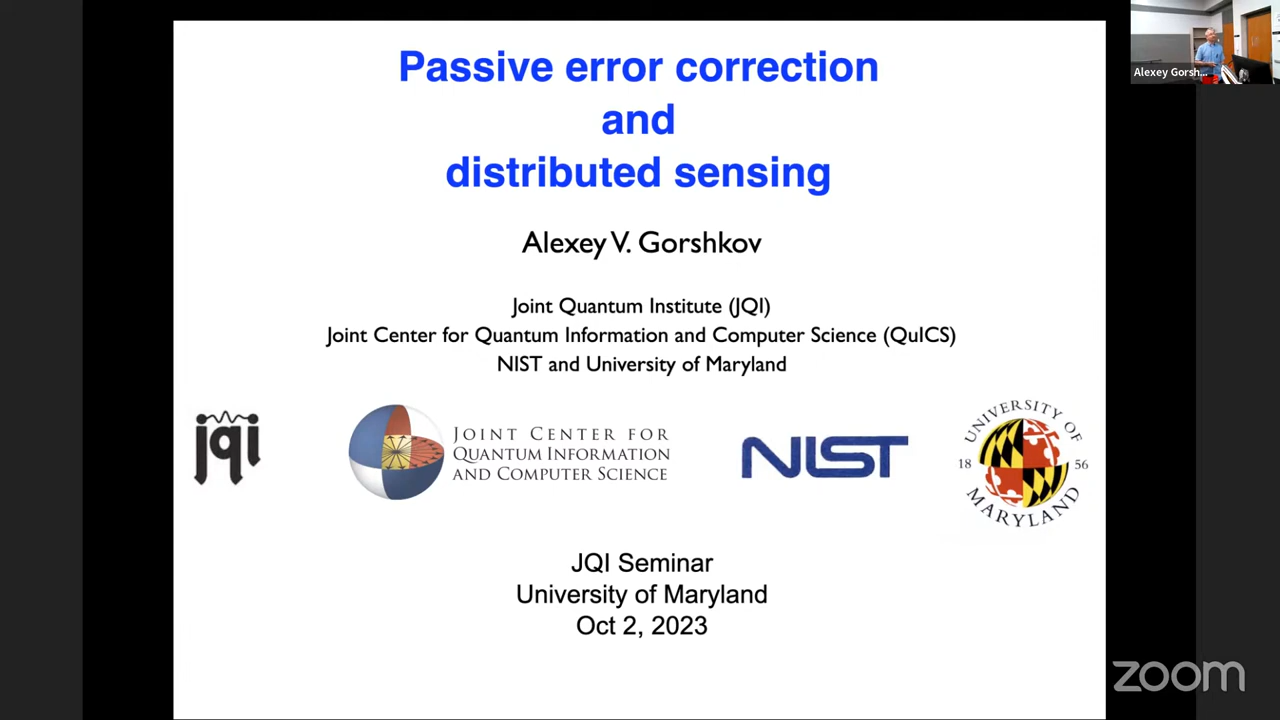 Passive error correction
and
distributed sensing
Alexey V. Gorshkov
Joint Quantum Institute (JQI)
Joint Center for Quantum Information and Computer Science (QuICS)
NIST and University of Maryland
jqi
JOINT CENTER FOR
QUANTUM INFORMATION
AND COMPUTER SCIENCE
NIST
UNIVERSITY OF
18 56
MARYLAND
JQI Seminar
University of Maryland
Oct 2, 2023
Alexey Gorsh...
zoom